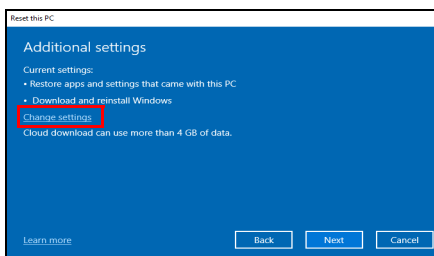 Reset this PC
Additional settings
Current settings:
• Restore apps and settings that came with this PC
• Download and reinstall Windows
Change settings
Cloud download can use more than 4 GB of data.
Learn more
Back
Next
Cancel